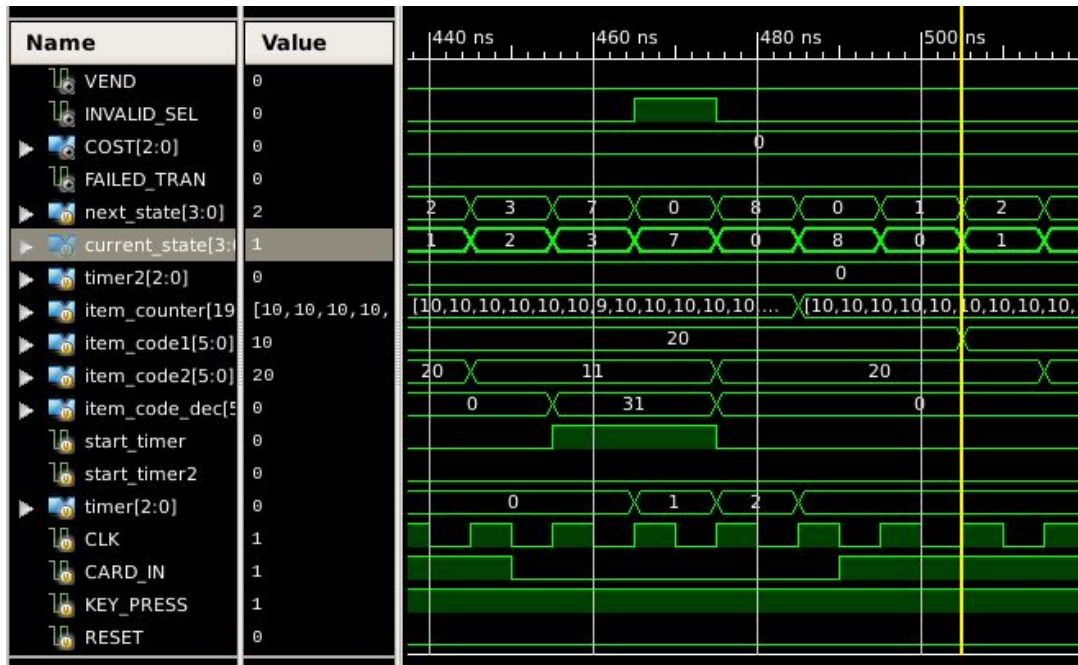 Name Value 440 ns 460 ns 480 ns 500 ns
VEND 0
INVALID_SEL 0
COST[2:0] 0 0
FAILED_TRAN 0
next_state[3:0] 2 2 3 7 0 8 0 1 2
current_state[3: 1 1 2 3 7 0 8 0 1
timer2[2:0] 0 0
item_counter[19 [10,10,10,10, [10,10,10,10,10,10,9,10,10,10,10,10 ... [10,10,10,10,10,10,10,10,10,
item_code1[5:0] 10 20
item_code2[5:0] 20 20 11 20
item_code_dec[5 0 0 31 0
start_timer 0
start_timer2 0
timer[2:0] 0 0 1 2
CLK 1
CARD_IN 1
KEY_PRESS 1
RESET 0